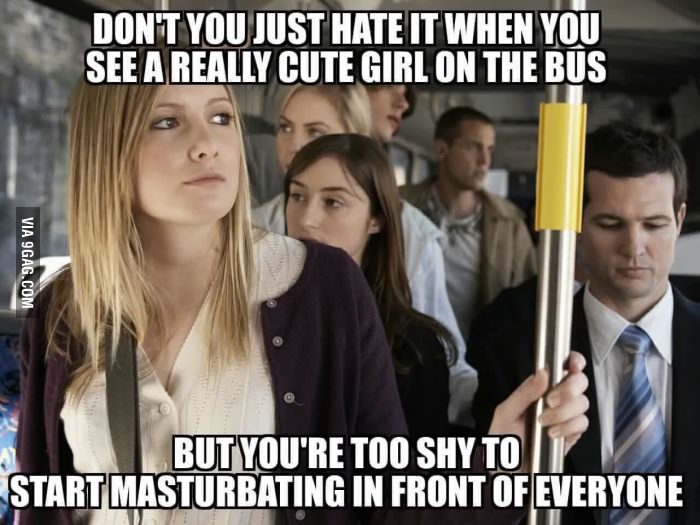 DON'T YOU JUST HATE IT WHEN YOU
SEE A REALLY CUTE GIRL ON THE BUS
VIA 9GAG.COM
BUT YOU'RE TOO SHY TO
START MASTURBATING IN FRONT OF EVERYONE